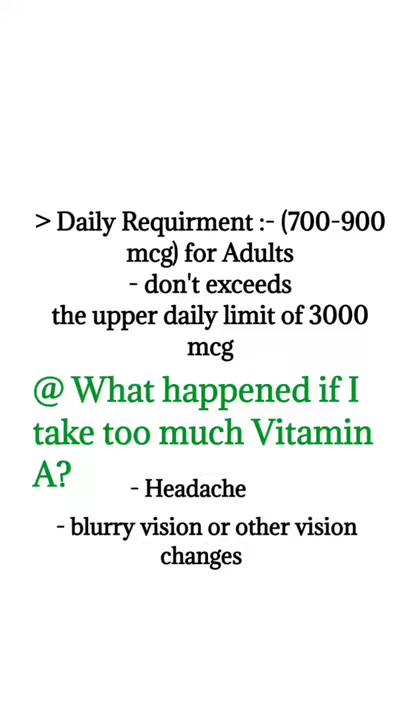 > Daily Requirment :- (700-900
mcg) for Adults
- don't exceeds
the upper daily limit of 3000
mcg
@ What happened if I
take too much Vitamin
A?
- Headache
- blurry vision or other vision
changes